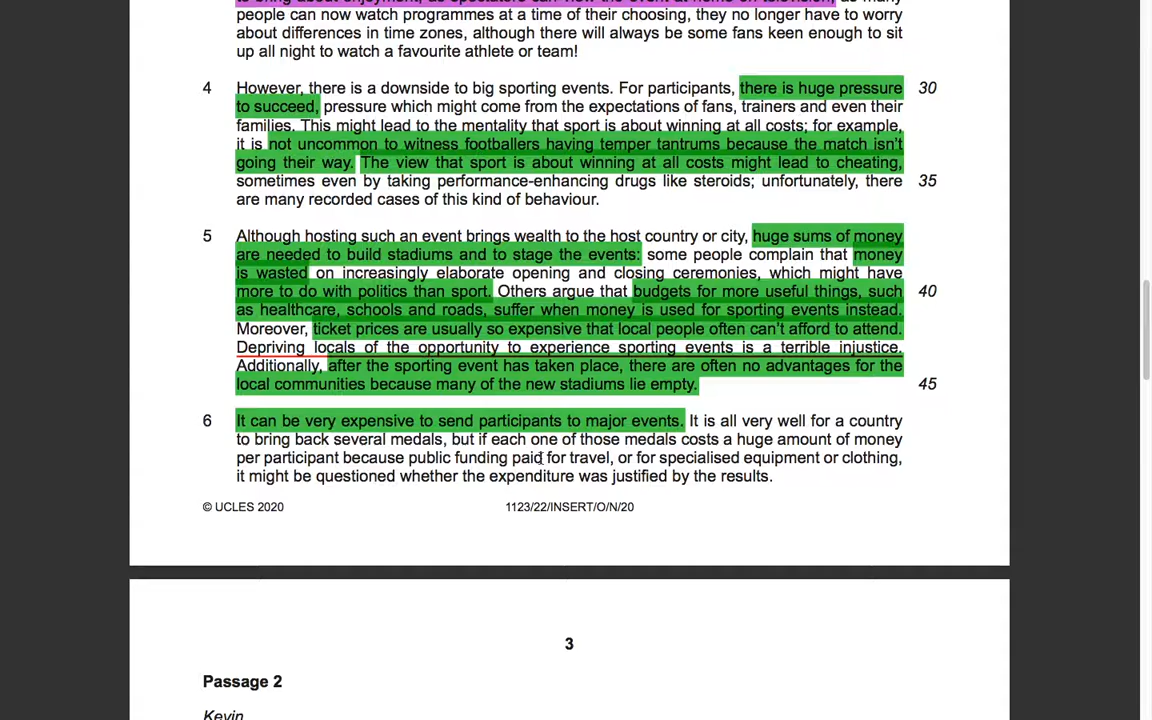 to bring about enjoyment, as spectators can view the event at home on television, as many
people can now watch programmes at a time of their choosing, they no longer have to worry
about differences in time zones, although there will always be some fans keen enough to sit
up all night to watch a favourite athlete or team!
4 However, there is a downside to big sporting events. For participants, there is huge pressure 30
to succeed, pressure which might come from the expectations of fans, trainers and even their
families. This might lead to the mentality that sport is about winning at all costs; for example,
it is not uncommon to witness footballers having temper tantrums because the match isn't
going their way. The view that sport is about winning at all costs might lead to cheating,
sometimes even by taking performance-enhancing drugs like steroids; unfortunately, there 35
are many recorded cases of this kind of behaviour.
5 Although hosting such an event brings wealth to the host country or city, huge sums of money
are needed to build stadiums and to stage the events: some people complain that money
is wasted on increasingly elaborate opening and closing ceremonies, which might have
more to do with politics than sport. Others argue that budgets for more useful things, such 40
as healthcare, schools and roads, suffer when money is used for sporting events instead.
Moreover, ticket prices are usually so expensive that local people often can't afford to attend.
Depriving locals of the opportunity to experience sporting events is a terrible injustice.
Additionally, after the sporting event has taken place, there are often no advantages for the
local communities because many of the new stadiums lie empty. 45
6 It can be very expensive to send participants to major events. It is all very well for a country
to bring back several medals, but if each one of those medals costs a huge amount of money
per participant because public funding paid for travel, or for specialised equipment or clothing,
it might be questioned whether the expenditure was justified by the results.
© UCLES 2020 1123/22/INSERT/O/N/20
3
Passage 2
Kevin